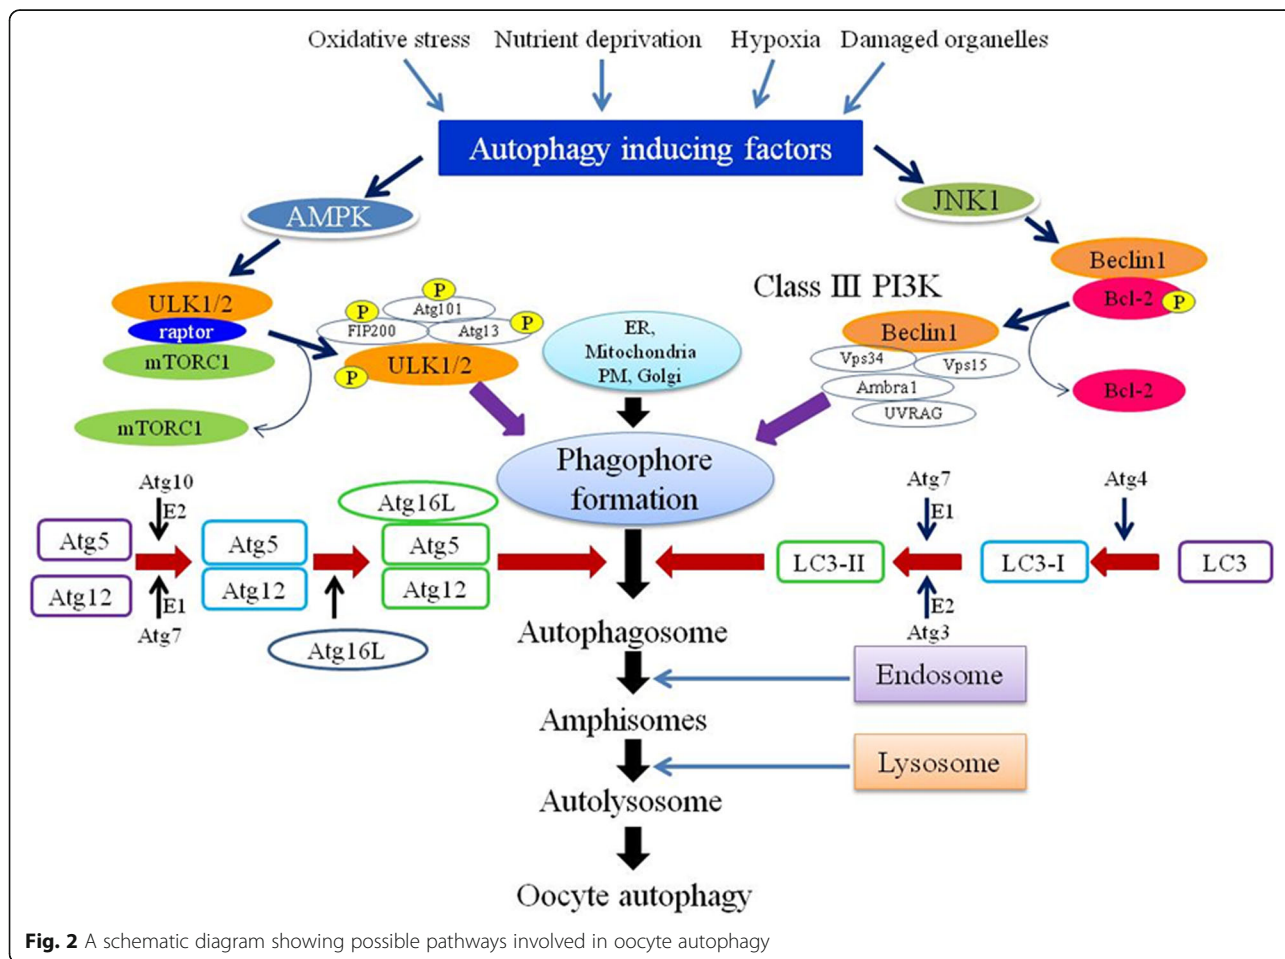 Oxidative stress
Nutrient deprivation
Hypoxia
Damaged organelles
Autophagy inducing factors
AMPK
JNK1
ULK1/2
raptor
mTORC1
mTORC1
P
P
P
P
Atg101
FIP200
Atg13
ULK1/2
ER,
Mitochondria
PM, Golgi
Class III PI3K
Beclin1
Vps34
Vps15
Ambra1
UVRAG
Beclin1
Bcl-2
P
Bcl-2
Phagophore
formation
Atg5
Atg12
Atg10
E2
E1
Atg7
Atg5
Atg12
Atg16L
Atg16L
Atg5
Atg12
LC3-II
Atg7
E1
E2
Atg3
LC3-I
Atg4
LC3
Autophagosome
Endosome
Amphisomes
Lysosome
Autolysosome
Oocyte autophagy
Fig. 2 A schematic diagram showing possible pathways involved in oocyte autophagy